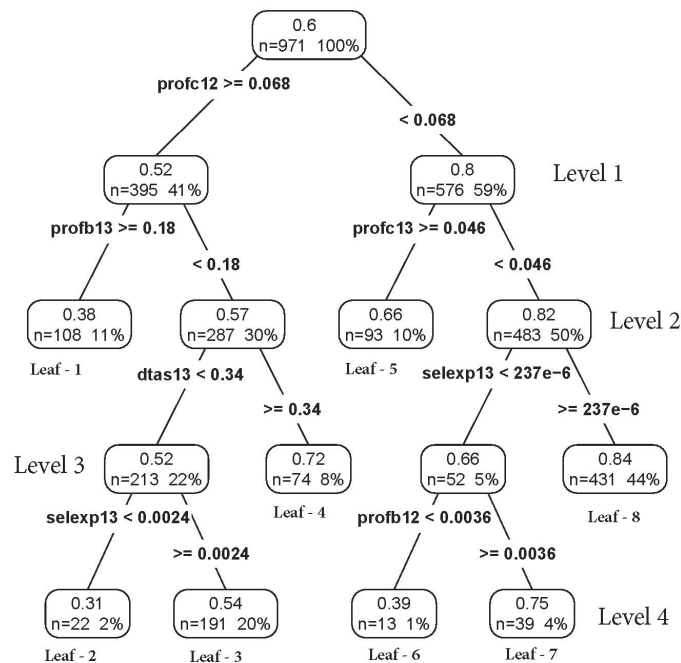 0.6
n=971 100%
profc12 >= 0.068
< 0.068
0.52
n=395 41%
0.8
n=576 59%
Level 1
profb13 >= 0.18
< 0.18
profc13 >= 0.046
< 0.046
0.38
n=108 11%
Leaf - 1
0.57
n=287 30%
0.66
n=93 10%
Leaf - 5
0.82
n=483 50%
Level 2
dtas13 < 0.34
>= 0.34
selexp13 < 237e−6
>= 237e−6
Level 3
0.52
n=213 22%
0.72
n=74 8%
Leaf - 4
0.66
n=52 5%
0.84
n=431 44%
Leaf - 8
selexp13 < 0.0024
>= 0.0024
profb12 < 0.0036
>= 0.0036
0.31
n=22 2%
Leaf - 2
0.54
n=191 20%
Leaf - 3
0.39
n=13 1%
Leaf - 6
0.75
n=39 4%
Leaf - 7
Level 4